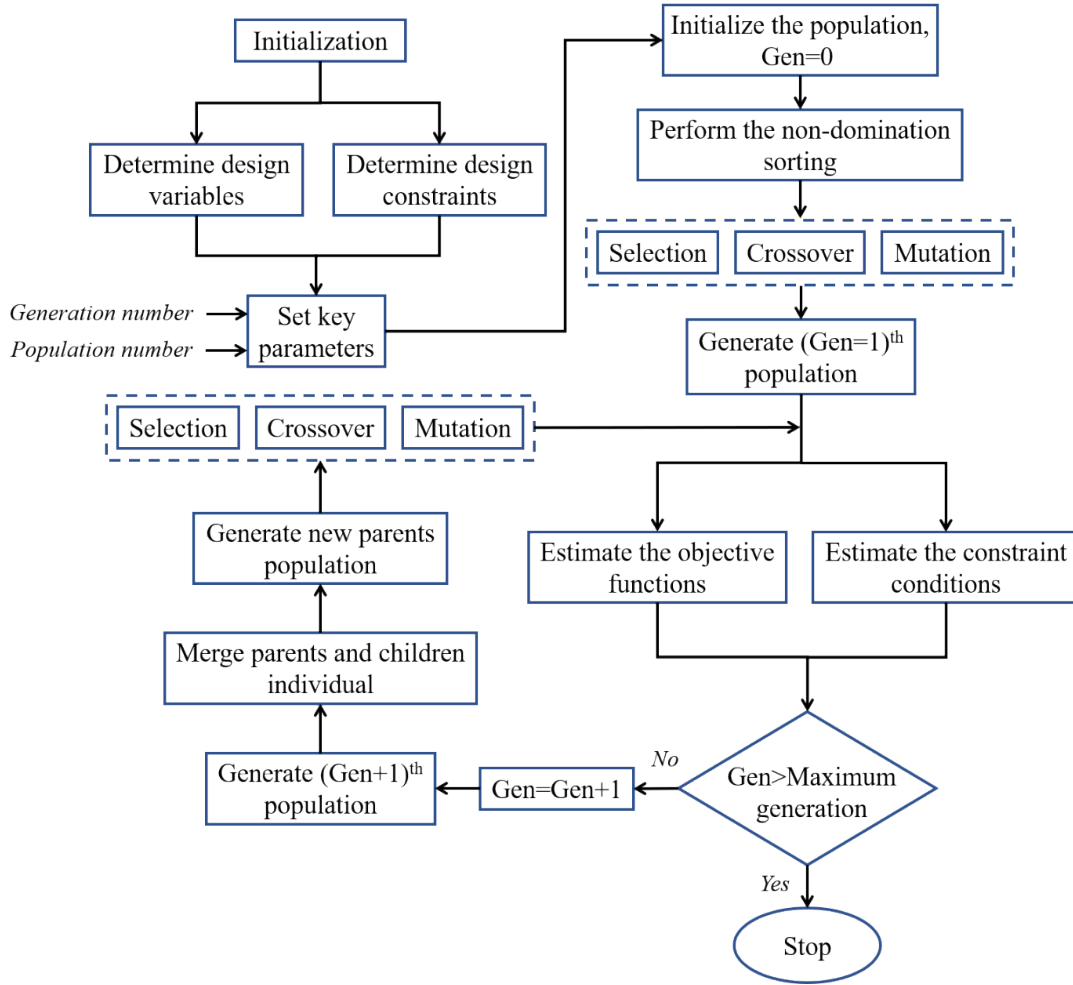 Initialization
Determine design
variables
Determine design
constraints
Generation number
Population number
Set key
parameters
Initialize the population,
Gen=0
Perform the non-domination
sorting
Selection
Crossover
Mutation
Generate (Gen=1)th
population
Estimate the objective
functions
Estimate the constraint
conditions
Gen>Maximum
generation
No
Yes
Stop
Gen=Gen+1
Generate (Gen+1)th
population
Merge parents and children
individual
Generate new parents
population
Selection
Crossover
Mutation